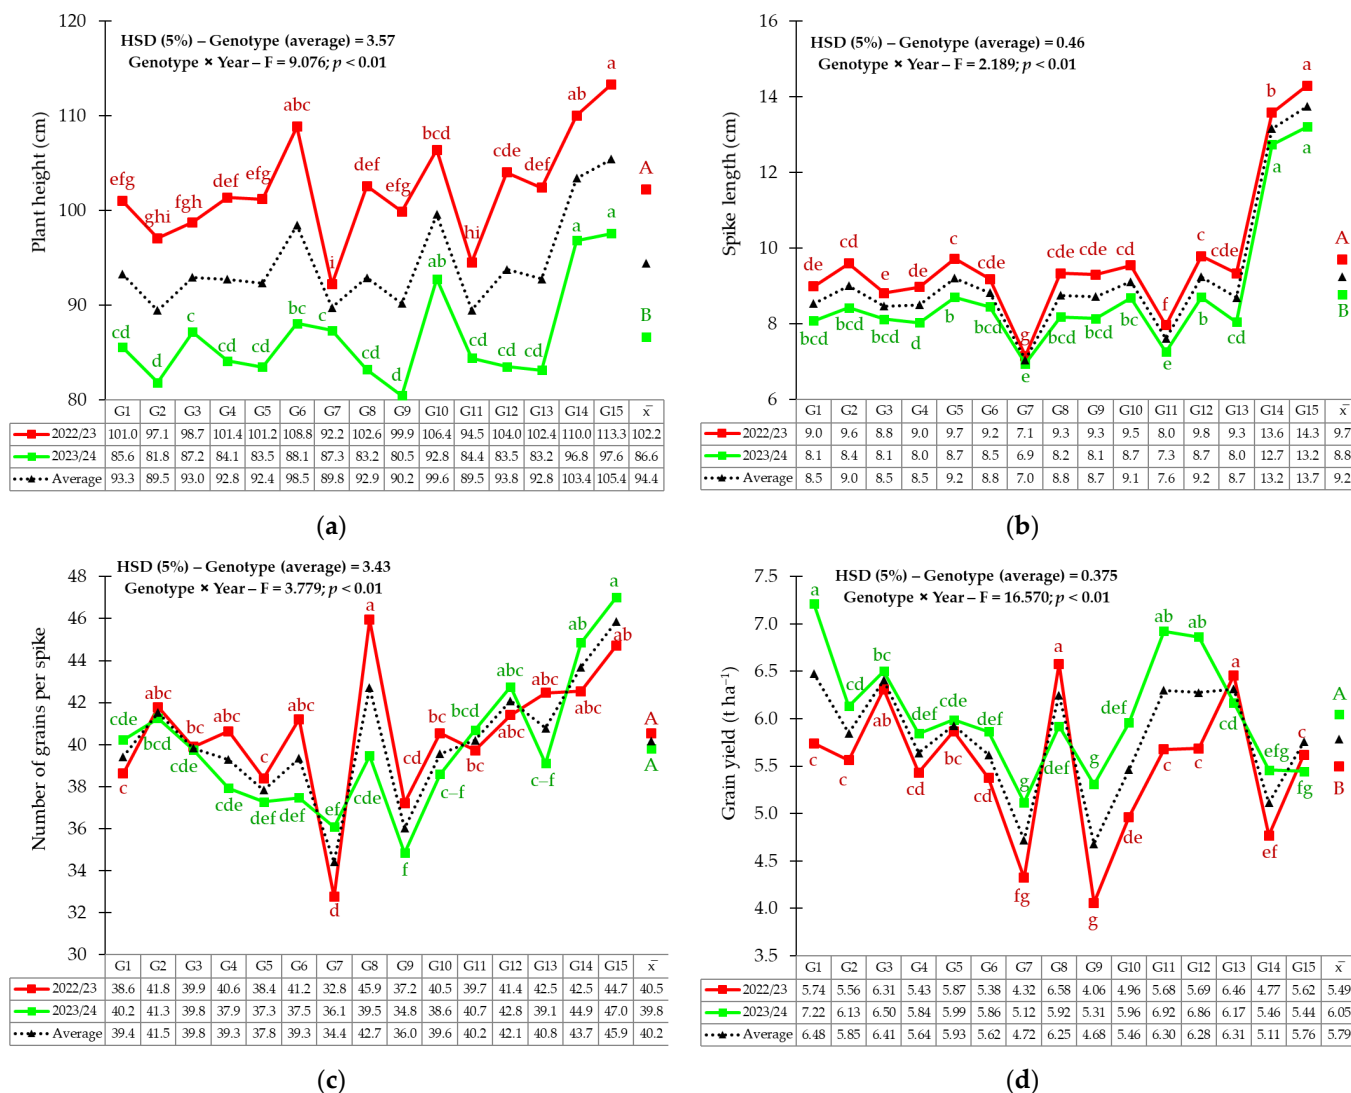 HSD (5%) – Genotype (average) = 3.57
Genotype × Year – F = 9.076; p < 0.01
Plant height (cm)
120
110
100
90
80
efg ghi fgh def efg abc i def efg bcd hi cde def ab a A
cd d c cd cd bc c cd d ab cd cd cd a a B
G1 G2 G3 G4 G5 G6 G7 G8 G9 G10 G11 G12 G13 G14 G15 x̄
2022/23 101.0 97.1 98.7 101.4 101.2 108.8 92.2 102.6 99.9 106.4 94.5 104.0 102.4 110.0 113.3 102.2
2023/24 85.6 81.8 87.2 84.1 83.5 88.1 87.3 83.2 80.5 92.8 84.4 83.5 83.2 96.8 97.6 86.6
Average 93.3 89.5 93.0 92.8 92.4 98.5 89.8 92.9 90.2 99.6 89.5 93.8 92.8 103.4 105.4 94.4
(a)
HSD (5%) – Genotype (average) = 0.46
Genotype × Year – F = 2.189; p < 0.01
Spike length (cm)
16
14
12
10
8
6
de cd e de c cde g cde cde cd f c cde b a A
bcd bcd bcd d b bcd e bcd bcd bc e b cd a a B
G1 G2 G3 G4 G5 G6 G7 G8 G9 G10 G11 G12 G13 G14 G15 x̄
2022/23 9.0 9.6 8.8 9.0 9.7 9.2 7.1 9.3 9.3 9.5 8.0 9.8 9.3 13.6 14.3 9.7
2023/24 8.1 8.4 8.1 8.0 8.7 8.5 6.9 8.2 8.1 8.7 7.3 8.7 8.0 12.7 13.2 8.8
Average 8.5 9.0 8.5 8.5 9.2 8.8 7.0 8.8 8.7 9.1 7.6 9.2 8.7 13.2 13.7 9.2
(b)
HSD (5%) – Genotype (average) = 3.43
Genotype × Year – F = 3.779; p < 0.01
Number of grains per spike
48
46
44
42
40
38
36
34
32
30
c abc bc abc c abc d a cd bc bc abc abc abc ab A
cde bcd cde cde def def ef cde f c–f bcd abc c–f ab a A
G1 G2 G3 G4 G5 G6 G7 G8 G9 G10 G11 G12 G13 G14 G15 x̄
2022/23 38.6 41.8 39.9 40.6 38.4 41.2 32.8 45.9 37.2 40.5 39.7 41.4 42.5 42.5 44.7 40.5
2023/24 40.2 41.3 39.8 37.9 37.3 37.5 36.1 39.5 34.8 38.6 40.7 42.8 39.1 44.9 47.0 39.8
Average 39.4 41.5 39.8 39.3 37.8 39.3 34.4 42.7 36.0 39.6 40.2 42.1 40.8 43.7 45.9 40.2
(c)
HSD (5%) – Genotype (average) = 0.375
Genotype × Year – F = 16.570; p < 0.01
Grain yield (t ha⁻¹)
7.5
7.0
6.5
6.0
5.5
5.0
4.5
4.0
3.5
a cd bc def cde def g def g def ab ab cd efg fg A
c c ab cd bc cd fg a g de c c a ef c B
G1 G2 G3 G4 G5 G6 G7 G8 G9 G10 G11 G12 G13 G14 G15 x̄
2022/23 5.74 5.56 6.31 5.43 5.87 5.38 4.32 6.58 4.06 4.96 5.68 5.69 6.46 4.77 5.62 5.49
2023/24 7.22 6.13 6.50 5.84 5.99 5.86 5.12 5.92 5.31 5.96 6.92 6.86 6.17 5.46 5.44 6.05
Average 6.48 5.85 6.41 5.64 5.93 5.62 4.72 6.25 4.68 5.46 6.30 6.28 6.31 5.11 5.76 5.79
(d)